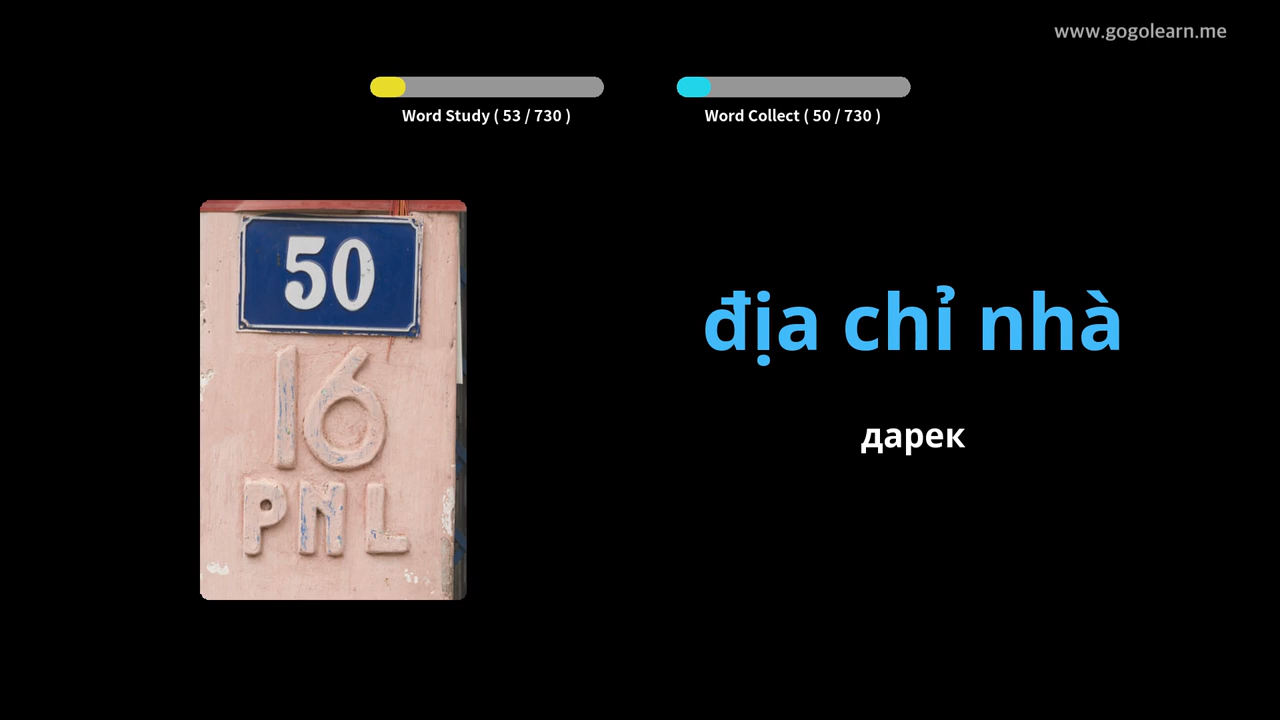 www.gogolearn.me
Word Study ( 53 / 730 )
Word Collect ( 50 / 730 )
50
16
PNL
địa chỉ nhà
дарек